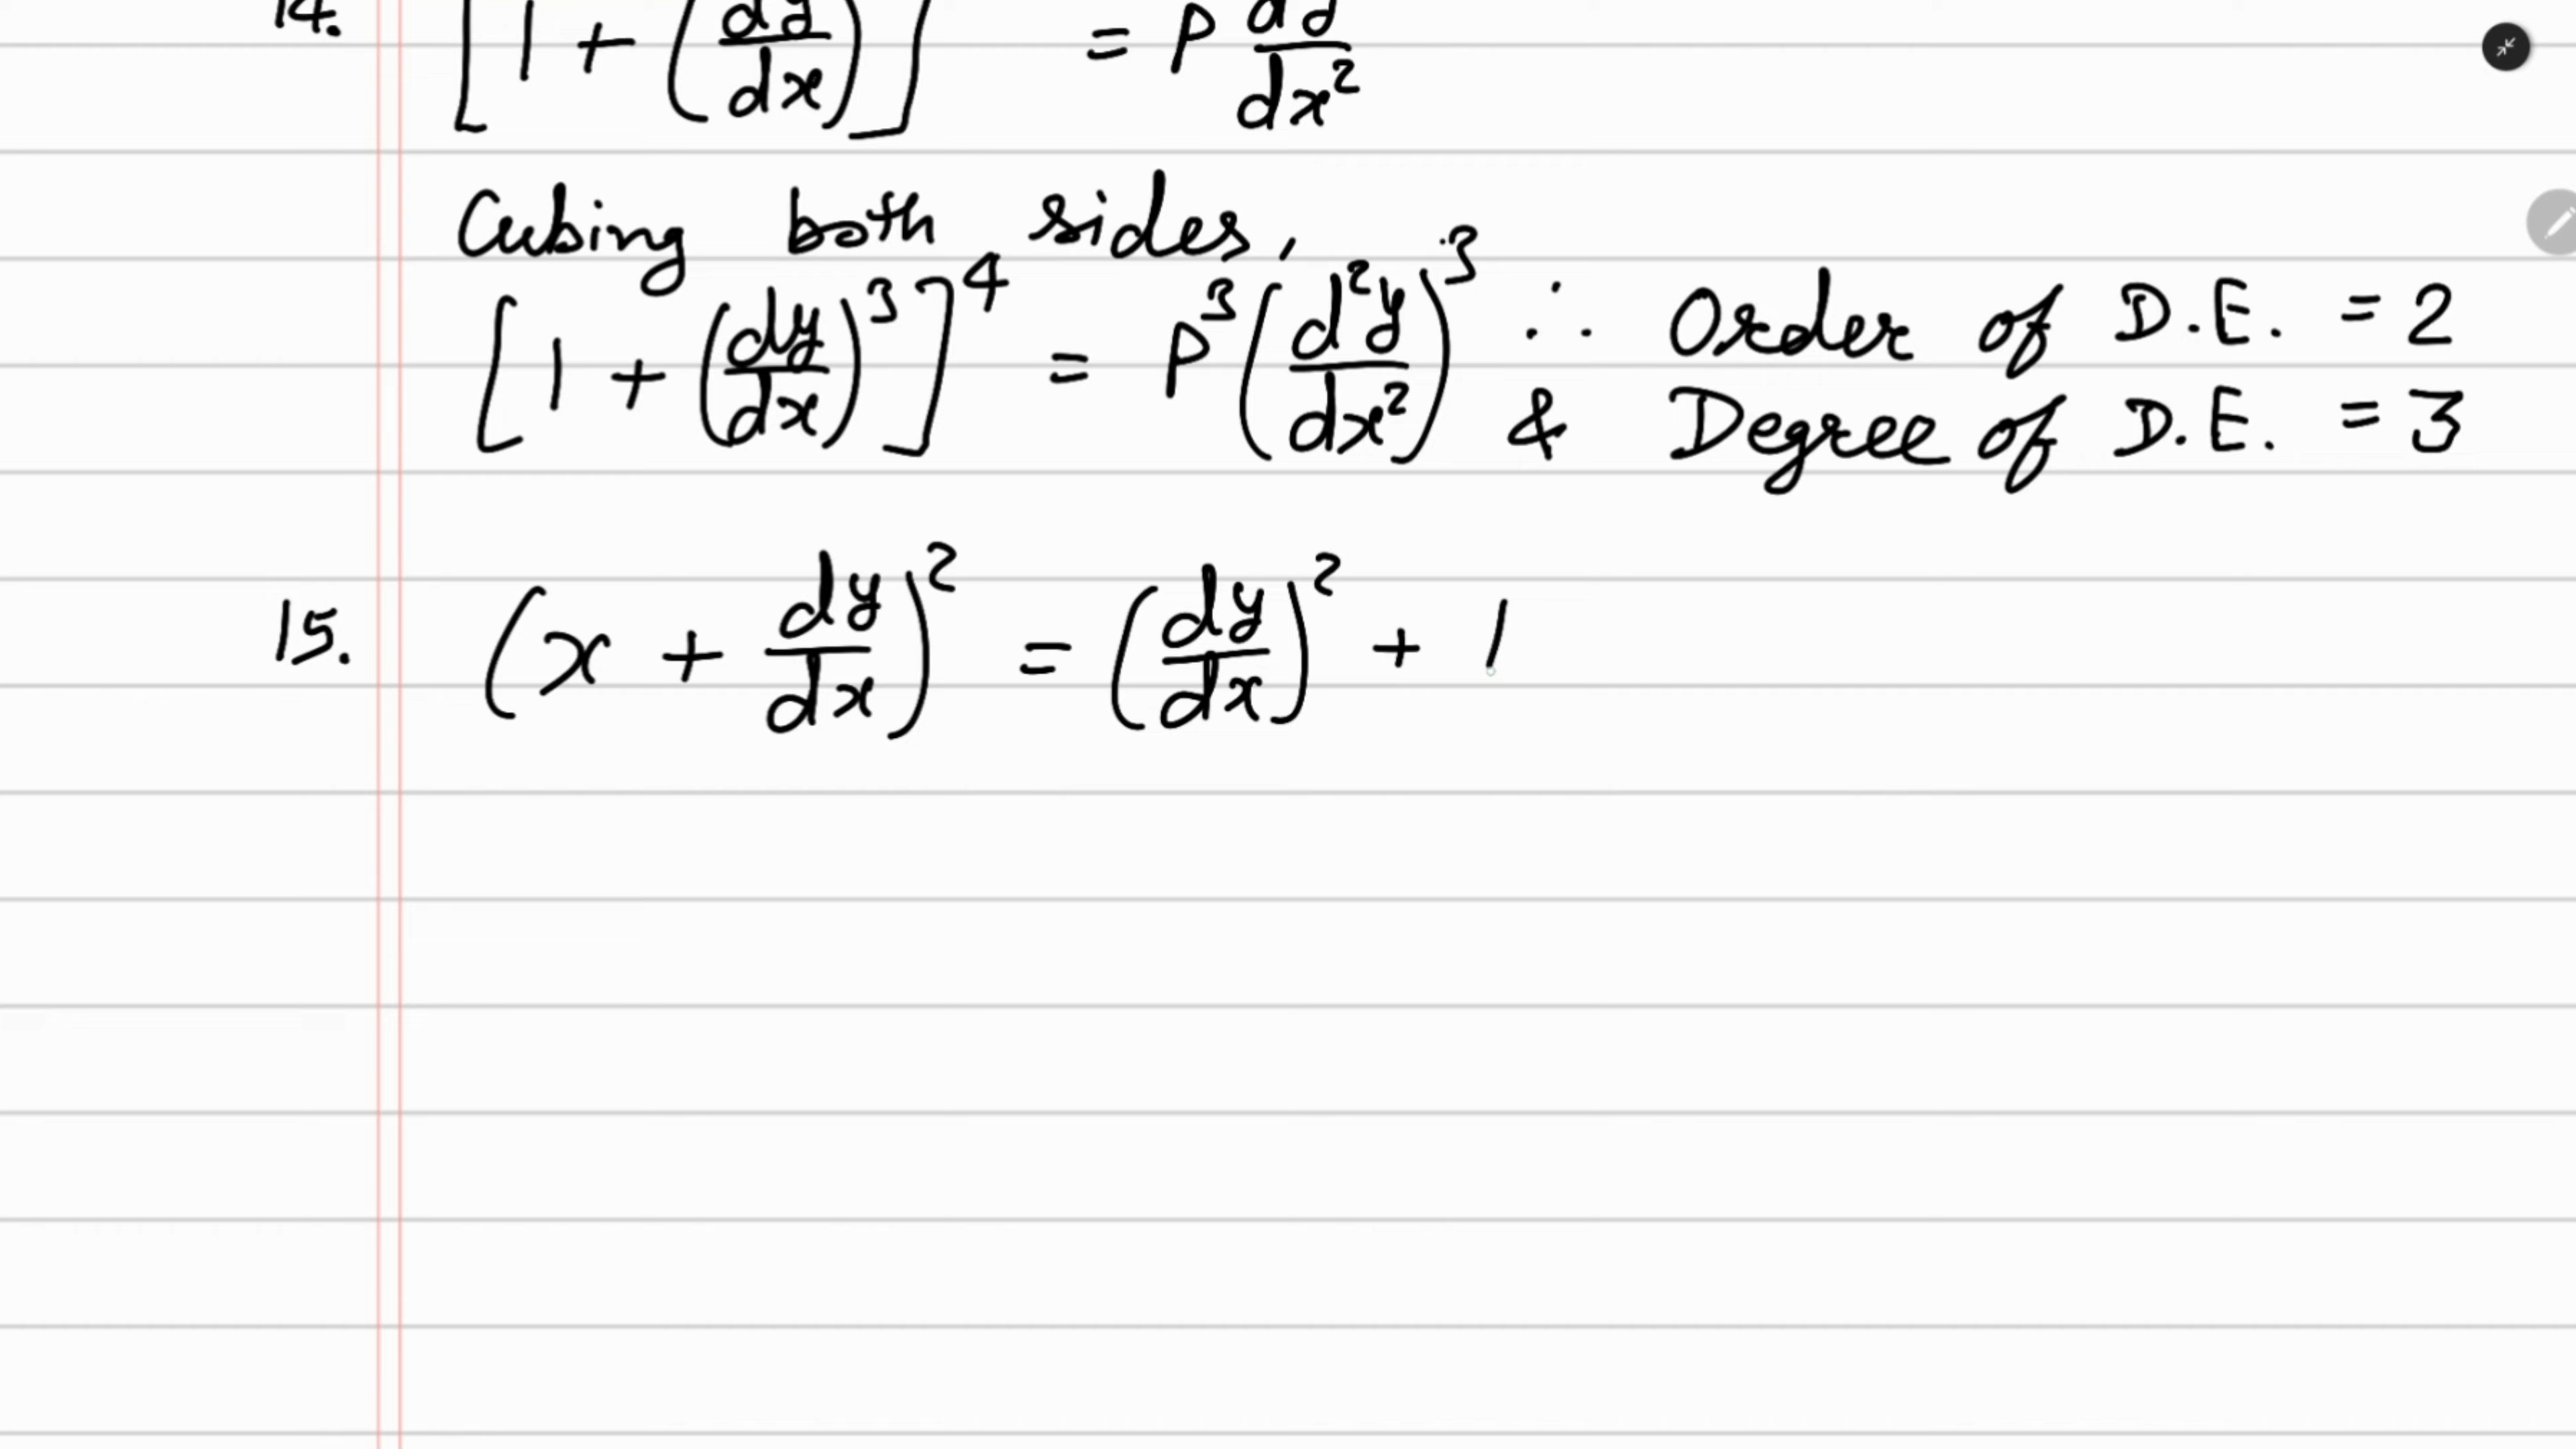 14. [1 + (dy/dx)] = P d y/dx²
Cubing both sides,
[1 + (dy/dx)³]⁴ = P³(d²y/dx²)³ ∴ Order of D.E. = 2
& Degree of D.E. = 3
15. (x + dy/dx)² = (dy/dx)² + 1